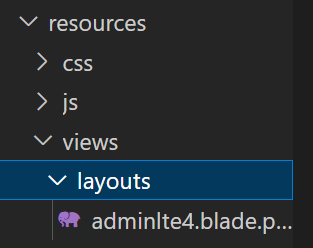 resources
css
js
views
layouts
adminlte4.blade.p...